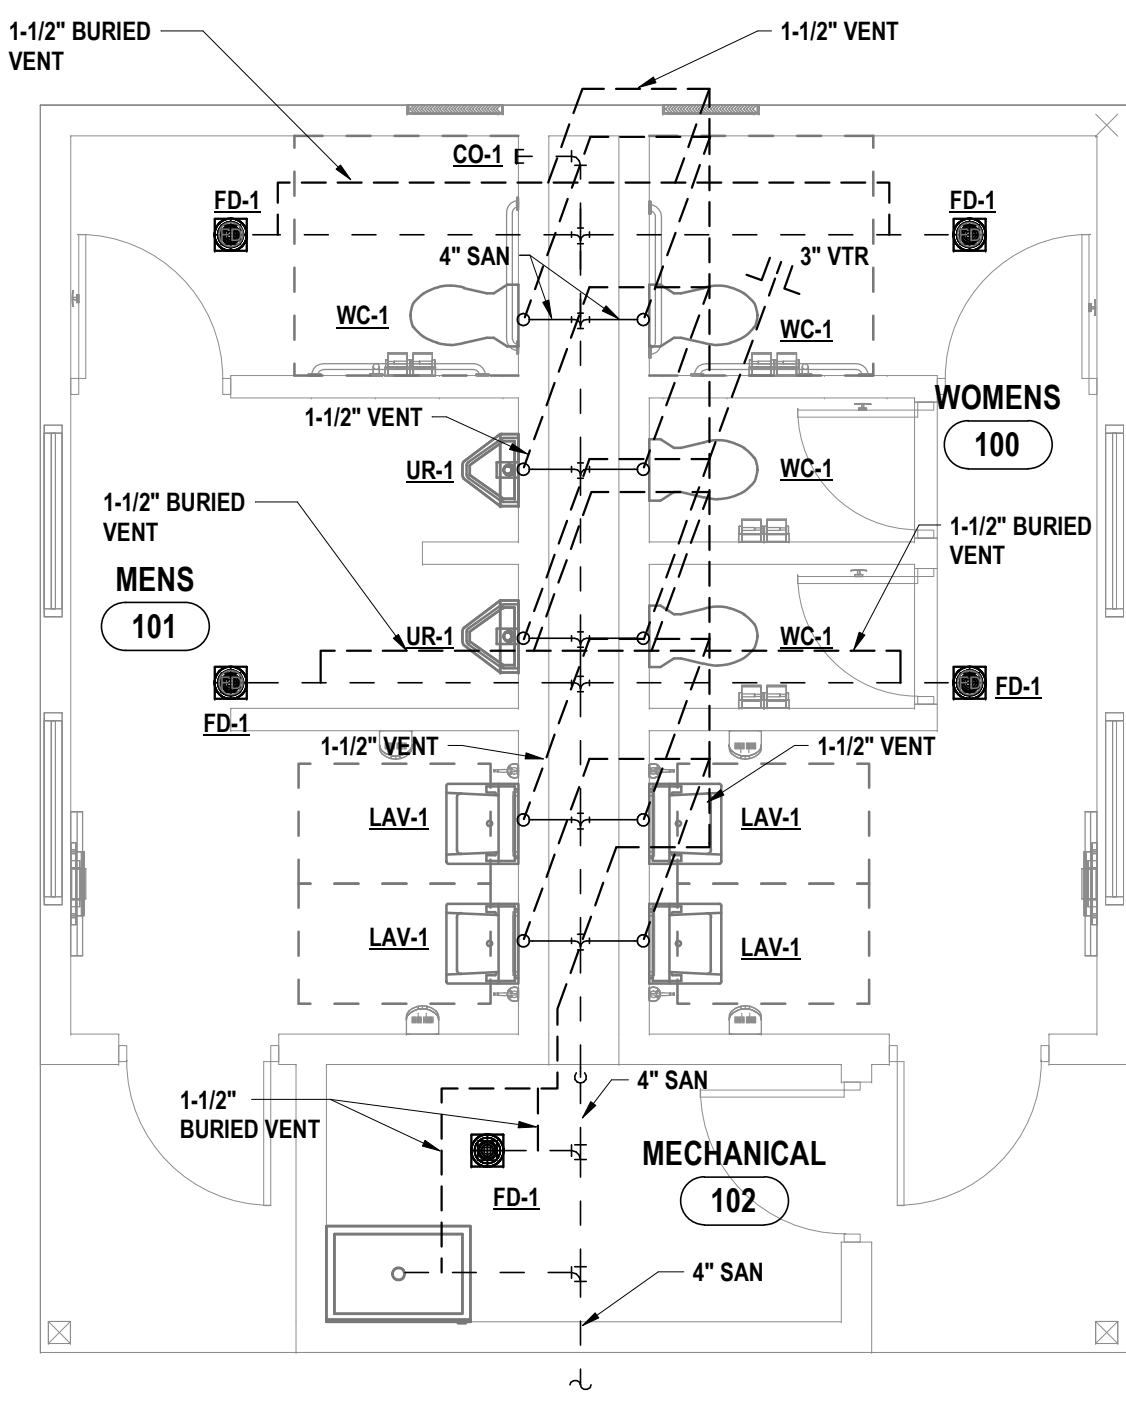 1-1/2" BURIED
VENT
1-1/2" VENT
CO-1
FD-1
FD-1
4" SAN
3" VTR
WC-1
WC-1
WOMENS
100
1-1/2" VENT
UR-1
WC-1
1-1/2" BURIED
VENT
1-1/2" BURIED
VENT
MENS
101
UR-1
WC-1
FD-1
FD-1
1-1/2" VENT
1-1/2" VENT
LAV-1
LAV-1
LAV-1
LAV-1
4" SAN
1-1/2"
BURIED VENT
MECHANICAL
102
FD-1
4" SAN